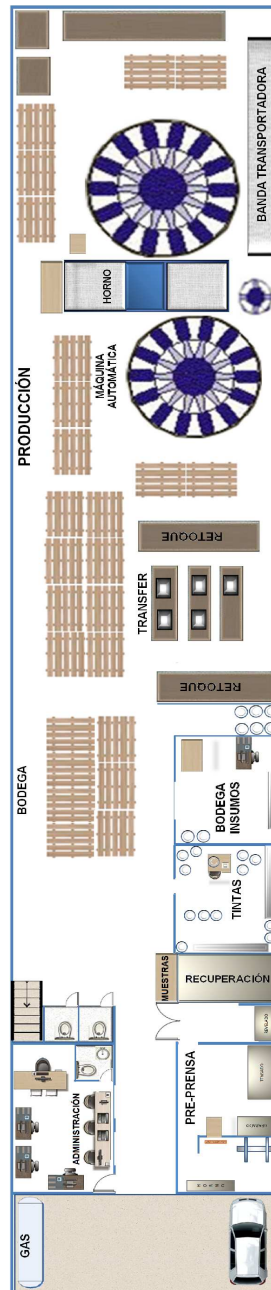 BANDA TRANSPORTADORA
HORNO
MÁQUINA
AUTOMÁTICA
PRODUCCIÓN
RETOQUE
TRANSFER
RETOQUE
BODEGA
BODEGA
INSUMOS
TINTAS
MUESTRAS
RECUPERACIÓN
PRE-PRENSA
ADMINISTRACIÓN
GAS